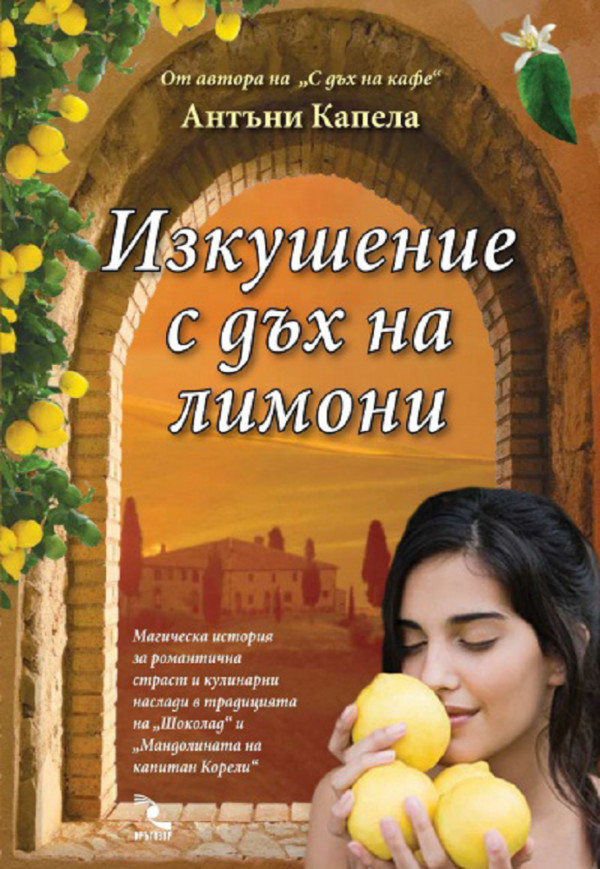 От автора на „С дъх на кафе“
Антъни Капела
Изкушение
с дъх на
лимони
Магическа история
за романтична
страст и кулинарни
наслади в традицията
на „Шоколад“ и
„Мандолината на
капитан Корели“
КРЪГОЗОР